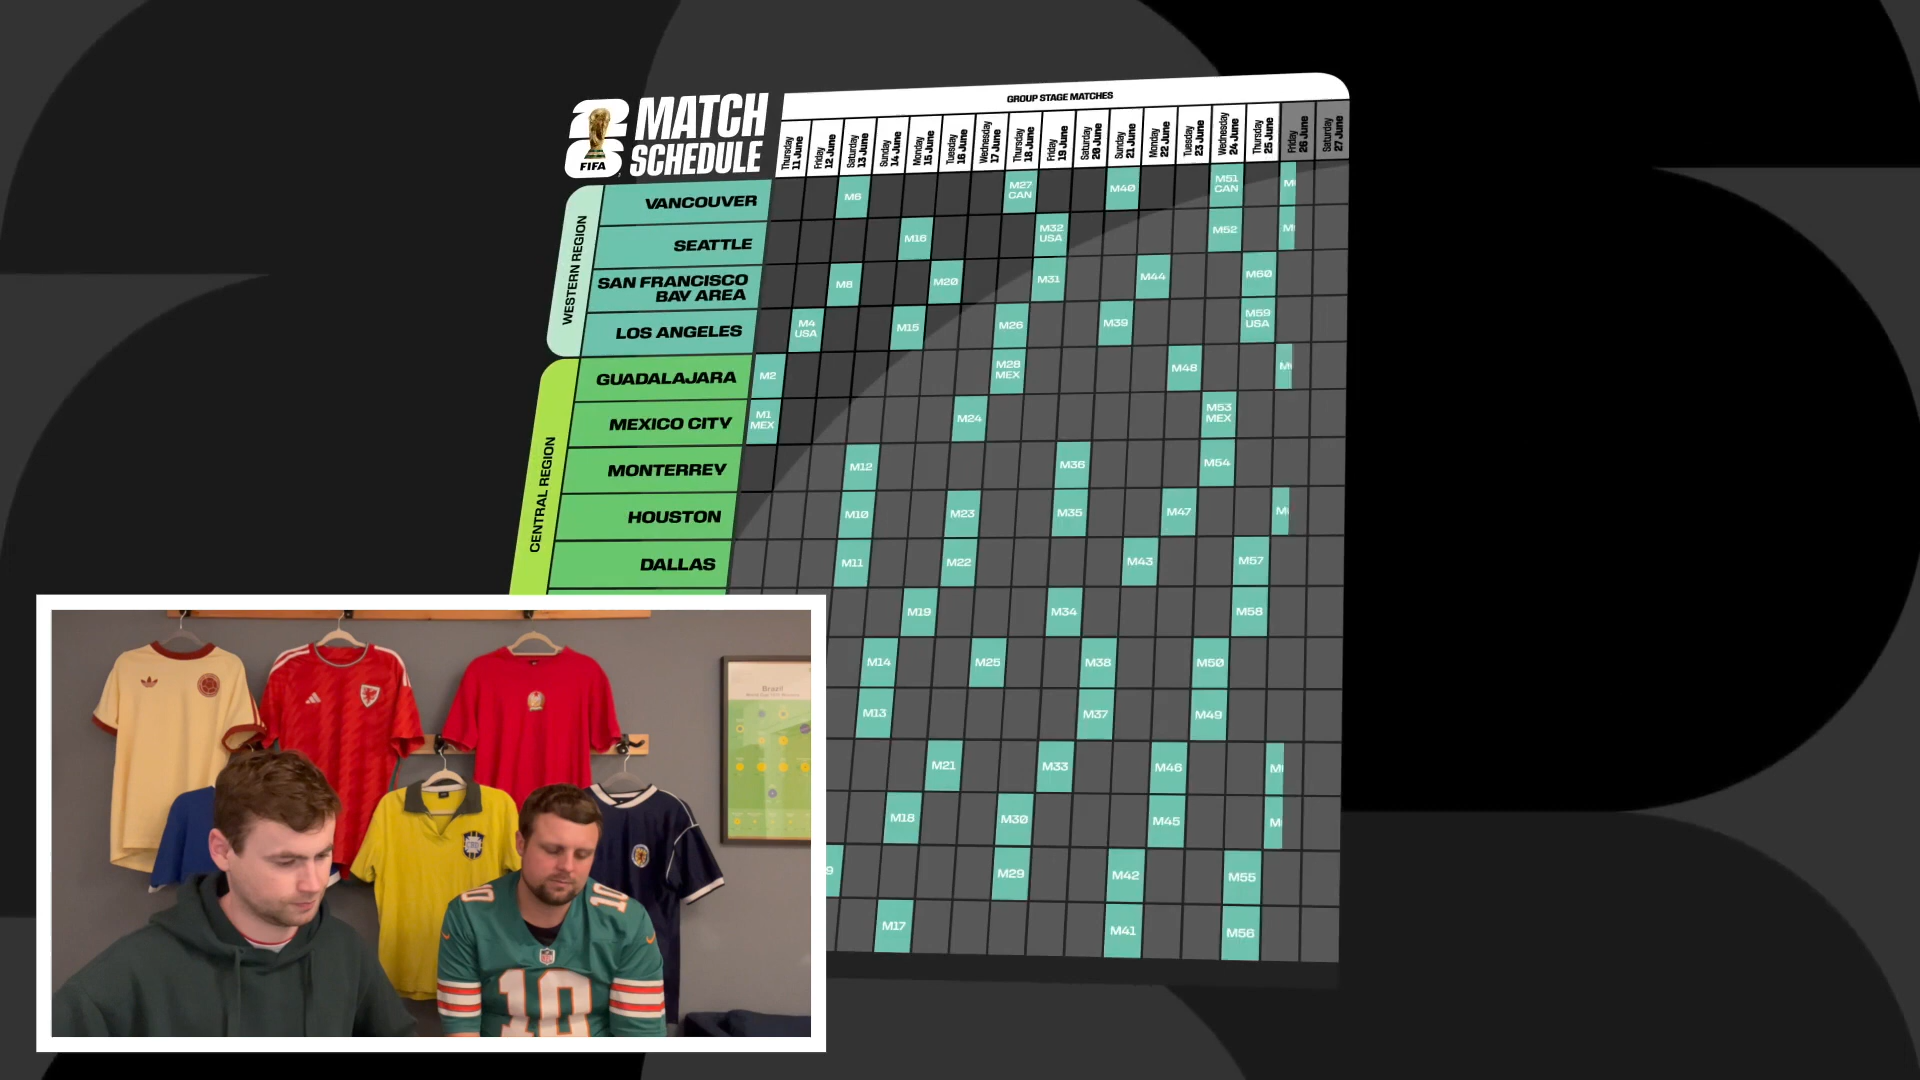 FIFA
MATCH
SCHEDULE
GROUP STAGE MATCHES
Thursday
11 June
Friday
12 June
Saturday
13 June
Sunday
14 June
Monday
15 June
Tuesday
16 June
Wednesday
17 June
Thursday
18 June
Friday
19 June
Saturday
20 June
Sunday
21 June
Monday
22 June
Tuesday
23 June
Wednesday
24 June
Thursday
25 June
Friday
26 June
Saturday
27 June
WESTERN REGION
VANCOUVER
M6
M27
CAN
M40
M51
CAN
SEATTLE
M16
M32
USA
M52
SAN FRANCISCO
BAY AREA
M8
M20
M31
M44
M60
LOS ANGELES
M4
USA
M15
M26
M39
M59
USA
CENTRAL REGION
GUADALAJARA
M2
M28
MEX
M48
MEXICO CITY
M1
MEX
M24
M53
MEX
MONTERREY
M12
M36
M54
HOUSTON
M10
M23
M35
M47
DALLAS
M11
M22
M43
M57
M19
M34
M58
M14
M25
M38
M50
M13
M37
M49
M21
M33
M46
M18
M30
M45
9
M29
M42
M55
M17
M41
M56
Brazil
10
10
10